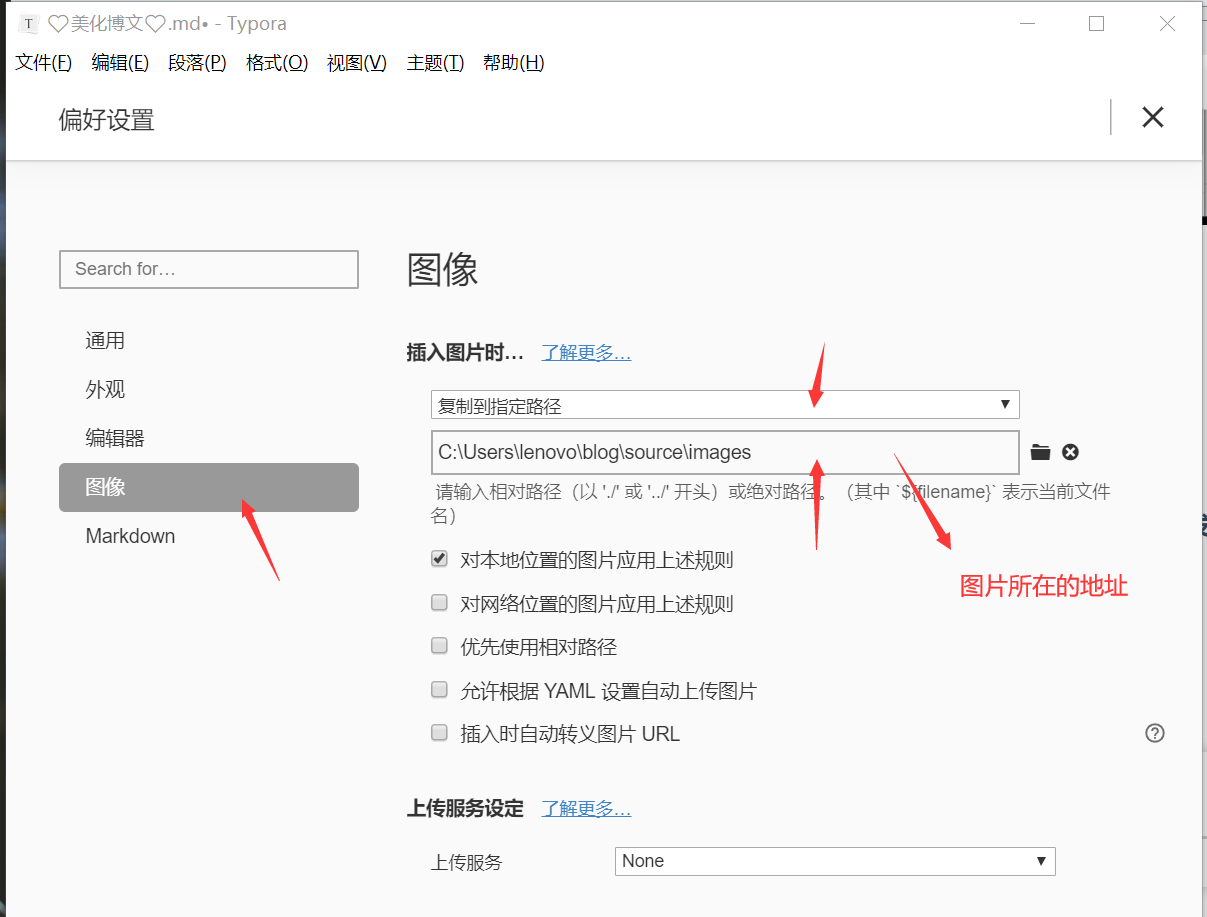 T ♡美化博文♡.md• - Typora
文件(F) 编辑(E) 段落(P) 格式(O) 视图(V) 主题(T) 帮助(H)
偏好设置
Search for…
通用
外观
编辑器
图像
Markdown
图像
插入图片时… 了解更多…
复制到指定路径
C:\Users\lenovo\blog\source\images
请输入相对路径（以 './' 或 '../' 开头）或绝对路径。（其中 `${filename}` 表示当前文件
名）
对本地位置的图片应用上述规则
图片所在的地址
对网络位置的图片应用上述规则
优先使用相对路径
允许根据 YAML 设置自动上传图片
插入时自动转义图片 URL
上传服务设定 了解更多…
上传服务 None